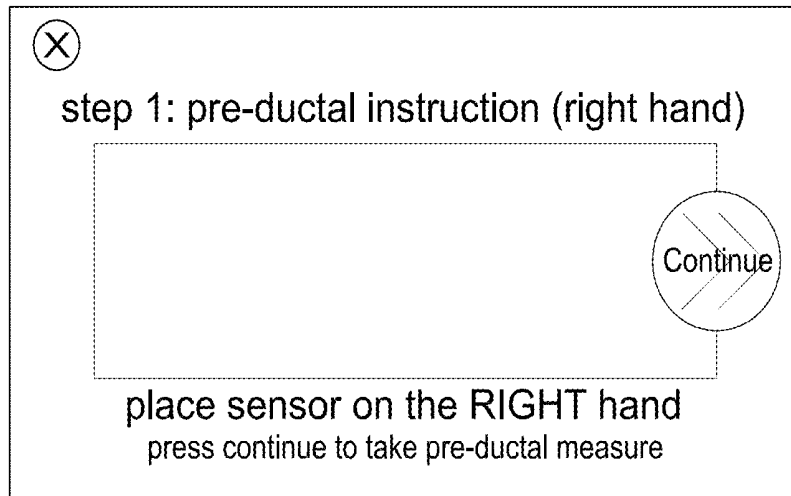 X
step 1: pre-ductal instruction (right hand)
Continue
place sensor on the RIGHT hand
press continue to take pre-ductal measure